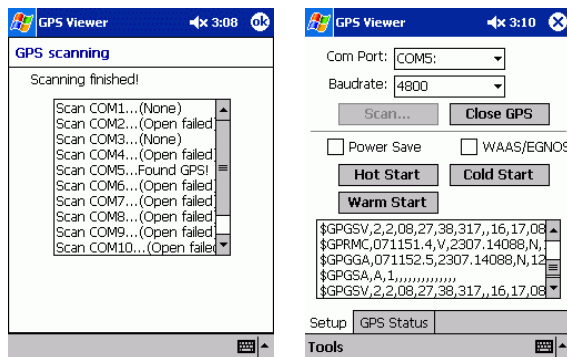 GPS Viewer 3:08 ok
GPS scanning
Scanning finished!
Scan COM1...(None)
Scan COM2...(Open failed)
Scan COM3...(None)
Scan COM4...(Open failed)
Scan COM5...Found GPS!
Scan COM6...(Open failed)
Scan COM7...(Open failed)
Scan COM8...(Open failed)
Scan COM9...(Open failed)
Scan COM10...(Open failed
GPS Viewer 3:10
Com Port: COM5:
Baudrate: 4800
Scan... Close GPS
Power Save WAAS/EGNOS
Hot Start Cold Start
Warm Start
$GPGSV,2,2,08,27,38,317,,16,17,08
$GPRMC,071151.4,V,2307.14088,N,1
$GPGGA,071152.5,2307.14088,N,12
$GPGSA,A,1,,,,,,,,,,,,,
$GPGSV,2,2,08,27,38,317,,16,17,08
Setup GPS Status
Tools